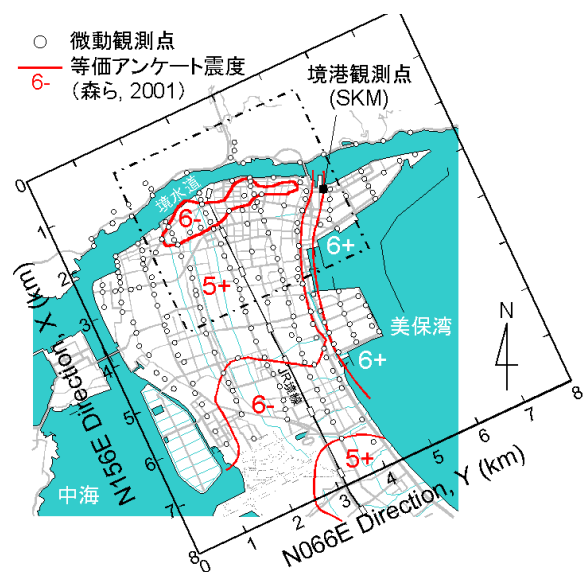 微動観測点
等価アンケート震度
6-
(森ら, 2001)
境港観測点
(SKM)
境水道
6-
6+
5+
美保湾
6+
JR境線
6-
5+
中海
N
0
1
2
3
4
5
6
7
8
N156E Direction, X (km)
0
1
2
3
4
5
6
7
8
N066E Direction, Y (km)